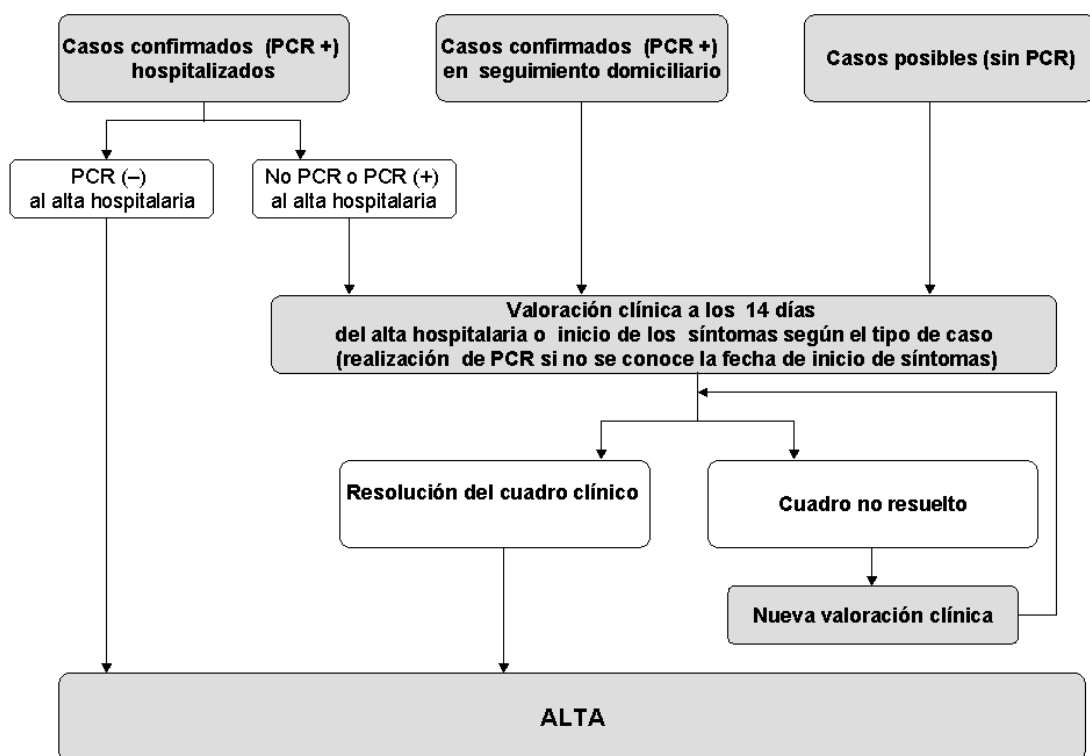 Casos confirmados (PCR +)
hospitalizados
Casos confirmados (PCR +)
en seguimiento domiciliario
Casos posibles (sin PCR)
PCR (–)
al alta hospitalaria
No PCR o PCR (+)
al alta hospitalaria
Valoración clínica a los 14 días
del alta hospitalaria o inicio de los síntomas según el tipo de caso
(realización de PCR si no se conoce la fecha de inicio de síntomas)
Resolución del cuadro clínico
Cuadro no resuelto
Nueva valoración clínica
ALTA